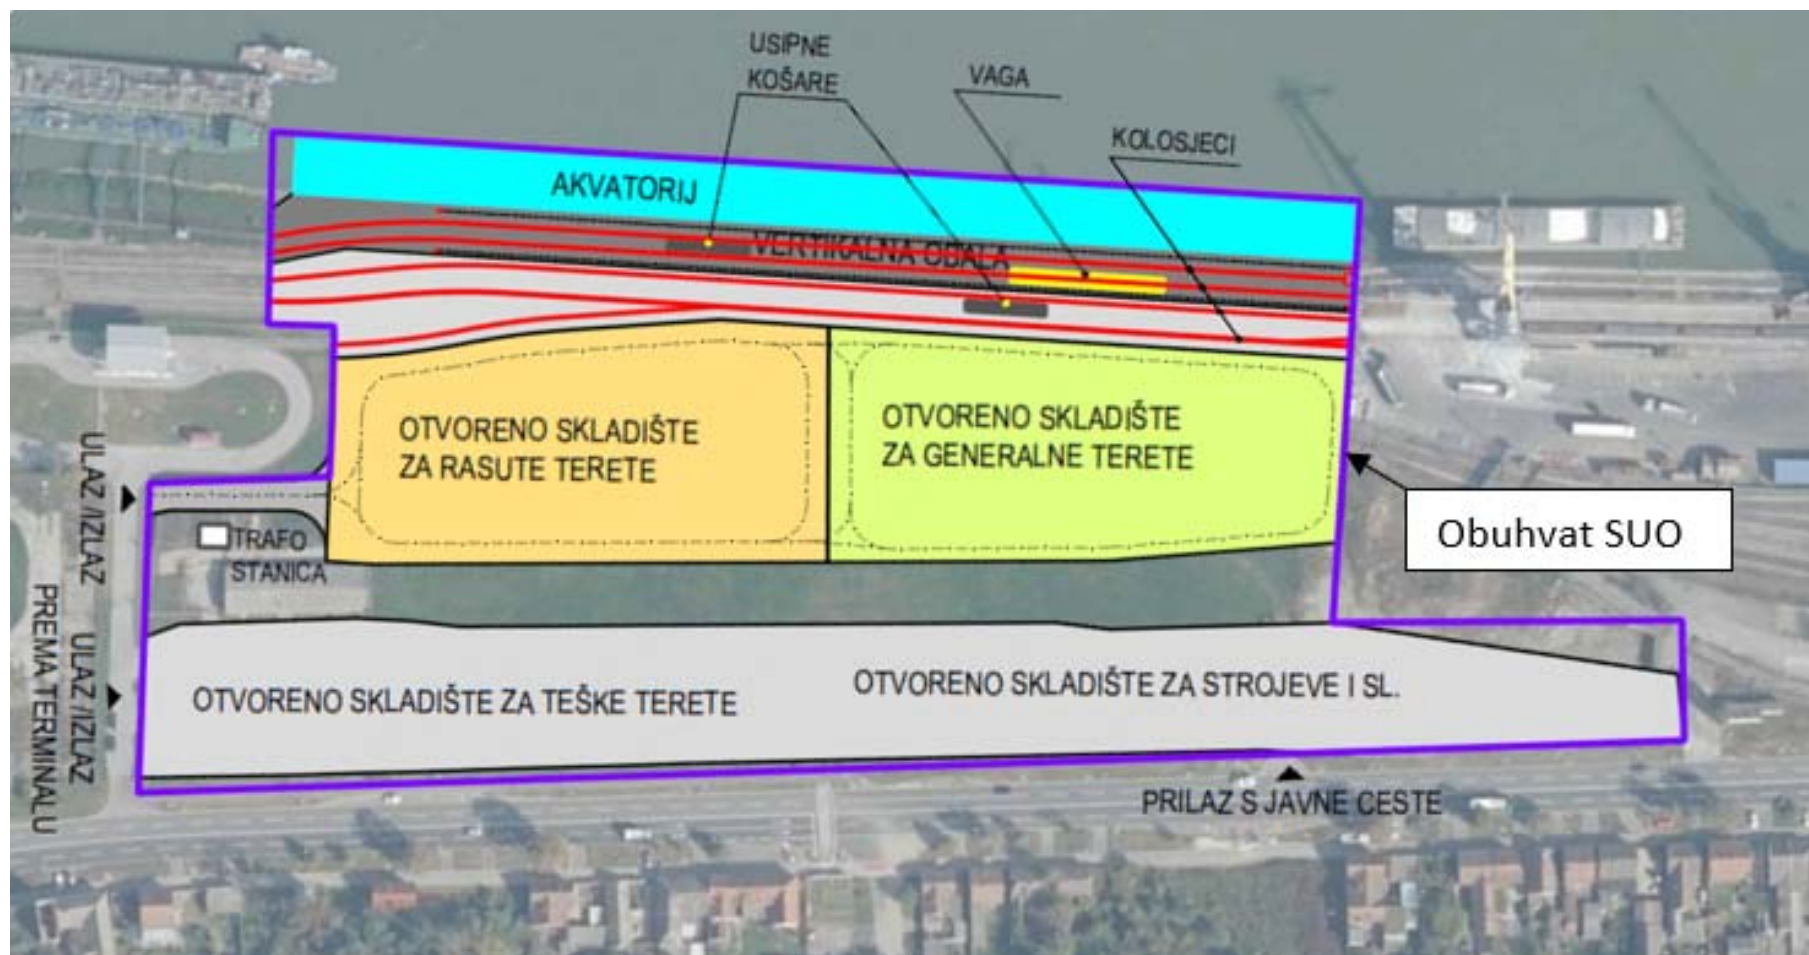 USIPNE
KOŠARE
VAGA
KOLOSJECI
AKVATORIJ
VERTIKALNA OBALA
OTVORENO SKLADIŠTE
ZA RASUTE TERETE
OTVORENO SKLADIŠTE
ZA GENERALNE TERETE
Obuhvat SUO
ULAZ /IZLAZ
TRAFO
STANICA
ULAZ /IZLAZ
PREMA TERMINALU
OTVORENO SKLADIŠTE ZA TEŠKE TERETE
OTVORENO SKLADIŠTE ZA STROJEVE I SL.
PRILAZ S JAVNE CESTE